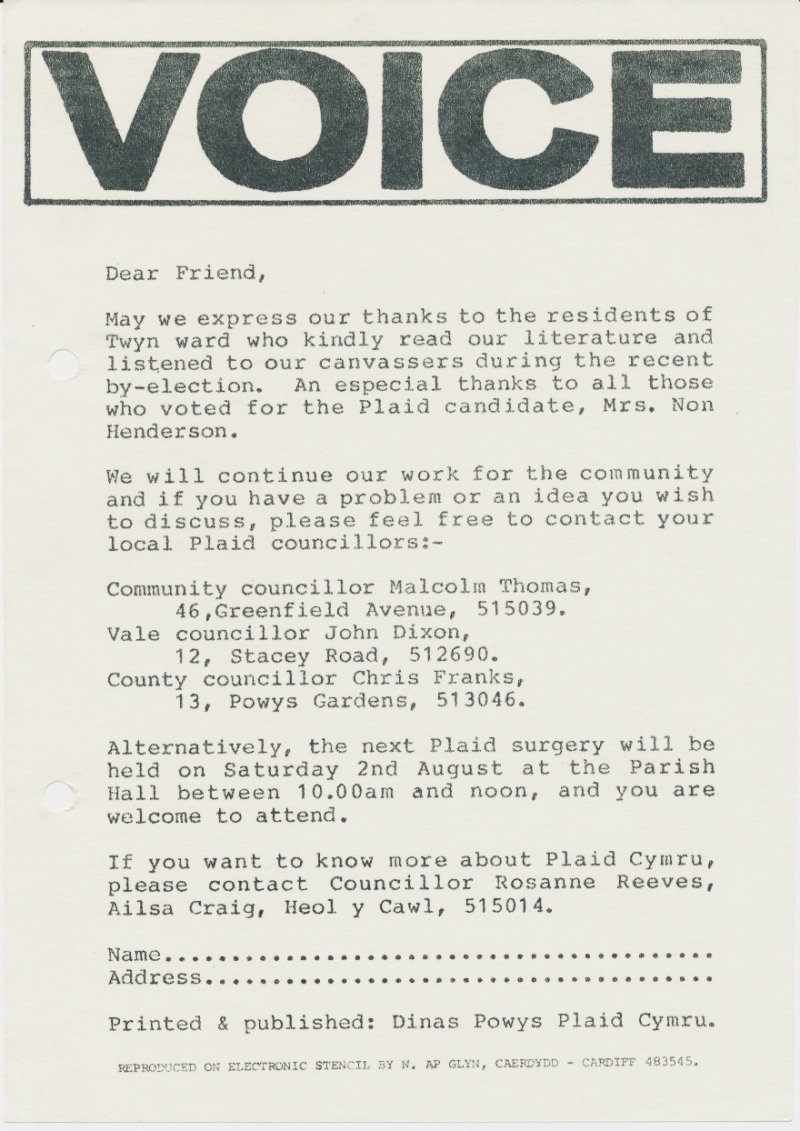 VOICE
Dear Friend,
May we express our thanks to the residents of
Twyn ward who kindly read our literature and
listened to our canvassers during the recent
by-election. An especial thanks to all those
who voted for the Plaid candidate, Mrs. Non
Henderson.
We will continue our work for the community
and if you have a problem or an idea you wish
to discuss, please feel free to contact your
local Plaid councillors:-
Community councillor Malcolm Thomas,
46,Greenfield Avenue, 515039.
Vale councillor John Dixon,
12, Stacey Road, 512690.
County councillor Chris Franks,
13, Powys Gardens, 513046.
Alternatively, the next Plaid surgery will be
held on Saturday 2nd August at the Parish
Hall between 10.00am and noon, and you are
welcome to attend.
If you want to know more about Plaid Cymru,
please contact Councillor Rosanne Reeves,
Ailsa Craig, Heol y Cawl, 515014.
Name.........................................
Address......................................
Printed & published: Dinas Powys Plaid Cymru.
REPRODUCED ON ELECTRONIC STENCIL BY N. AP GLYN, CAERDYDD - CARDIFF 483545.